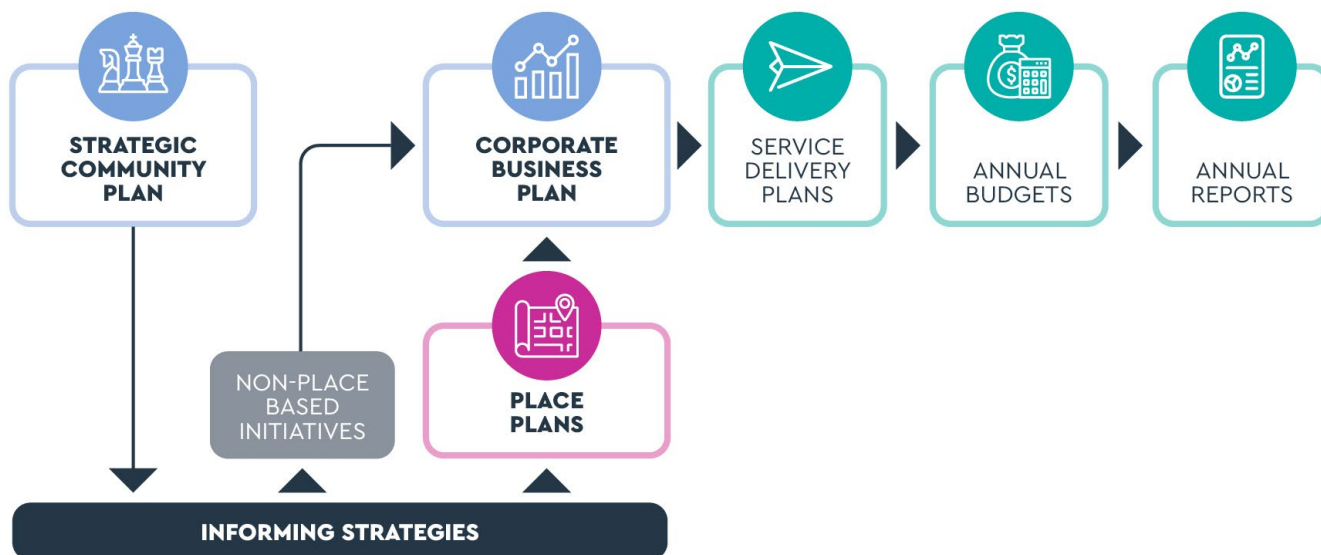 STRATEGIC
COMMUNITY
PLAN
CORPORATE
BUSINESS
PLAN
SERVICE
DELIVERY
PLANS
ANNUAL
BUDGETS
ANNUAL
REPORTS
NON-PLACE
BASED
INITIATIVES
PLACE
PLANS
INFORMING STRATEGIES